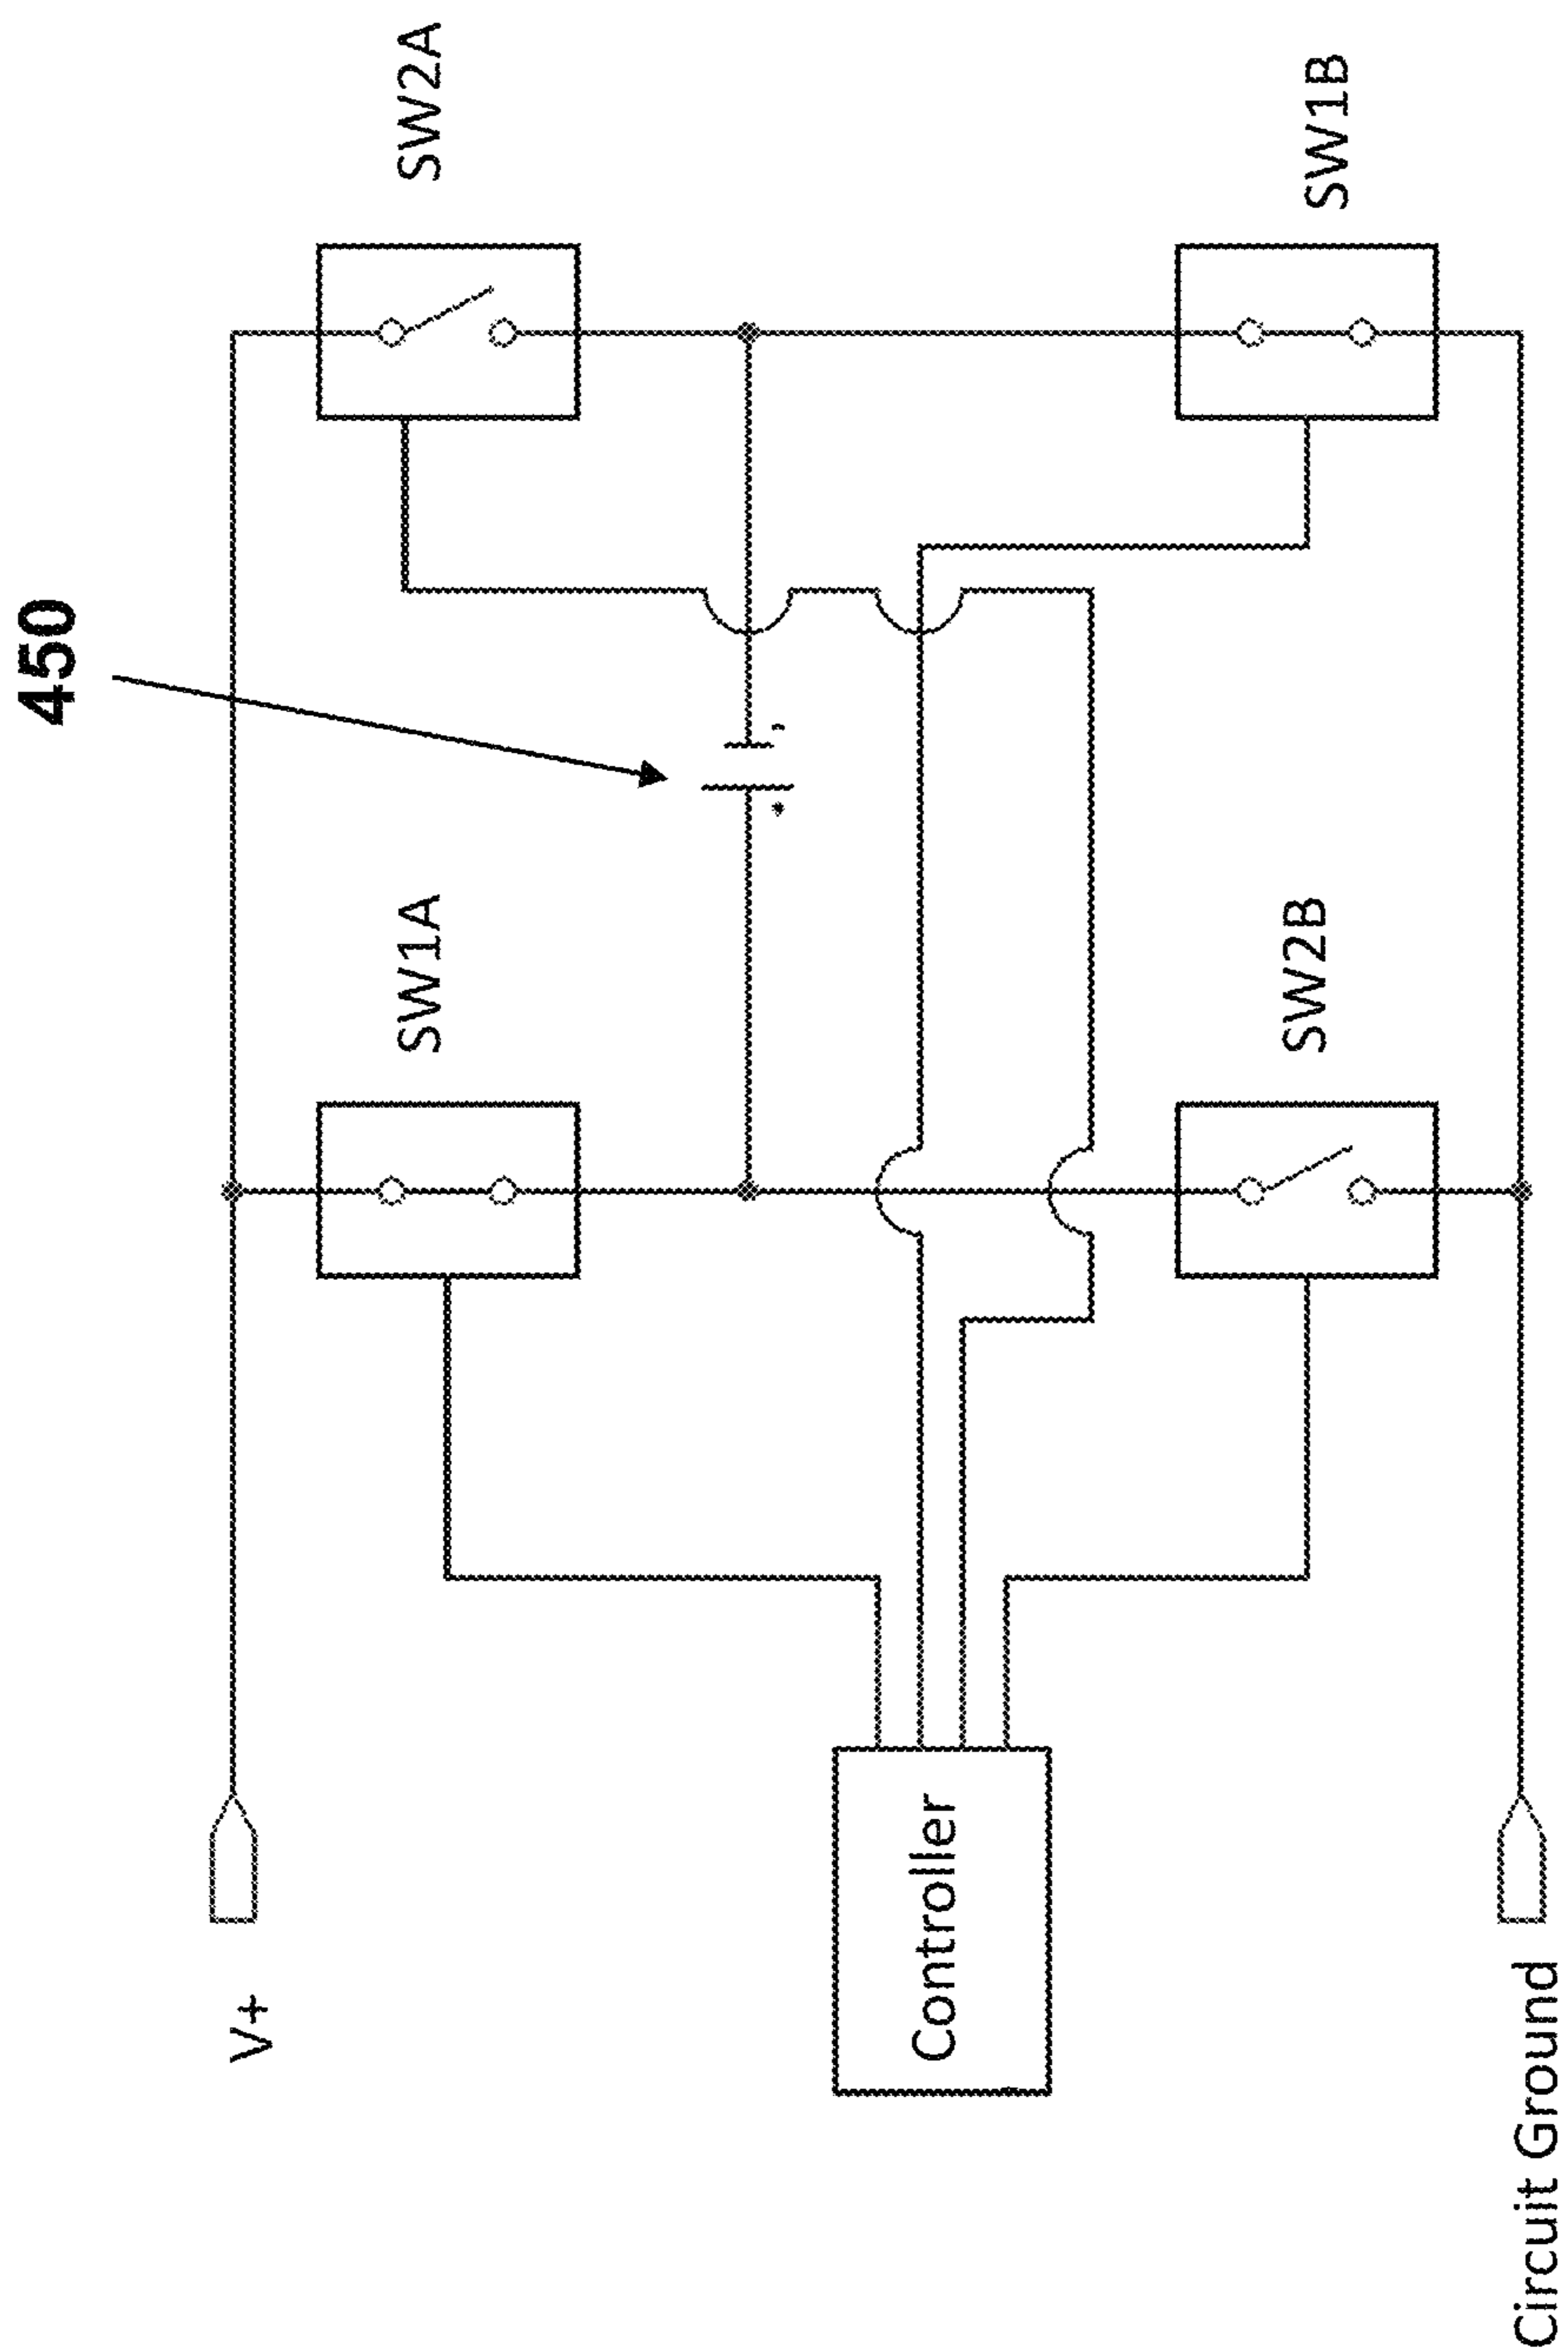 450
SW1A
SW2A
V+
Controller
SW2B
SW1B
Circuit Ground